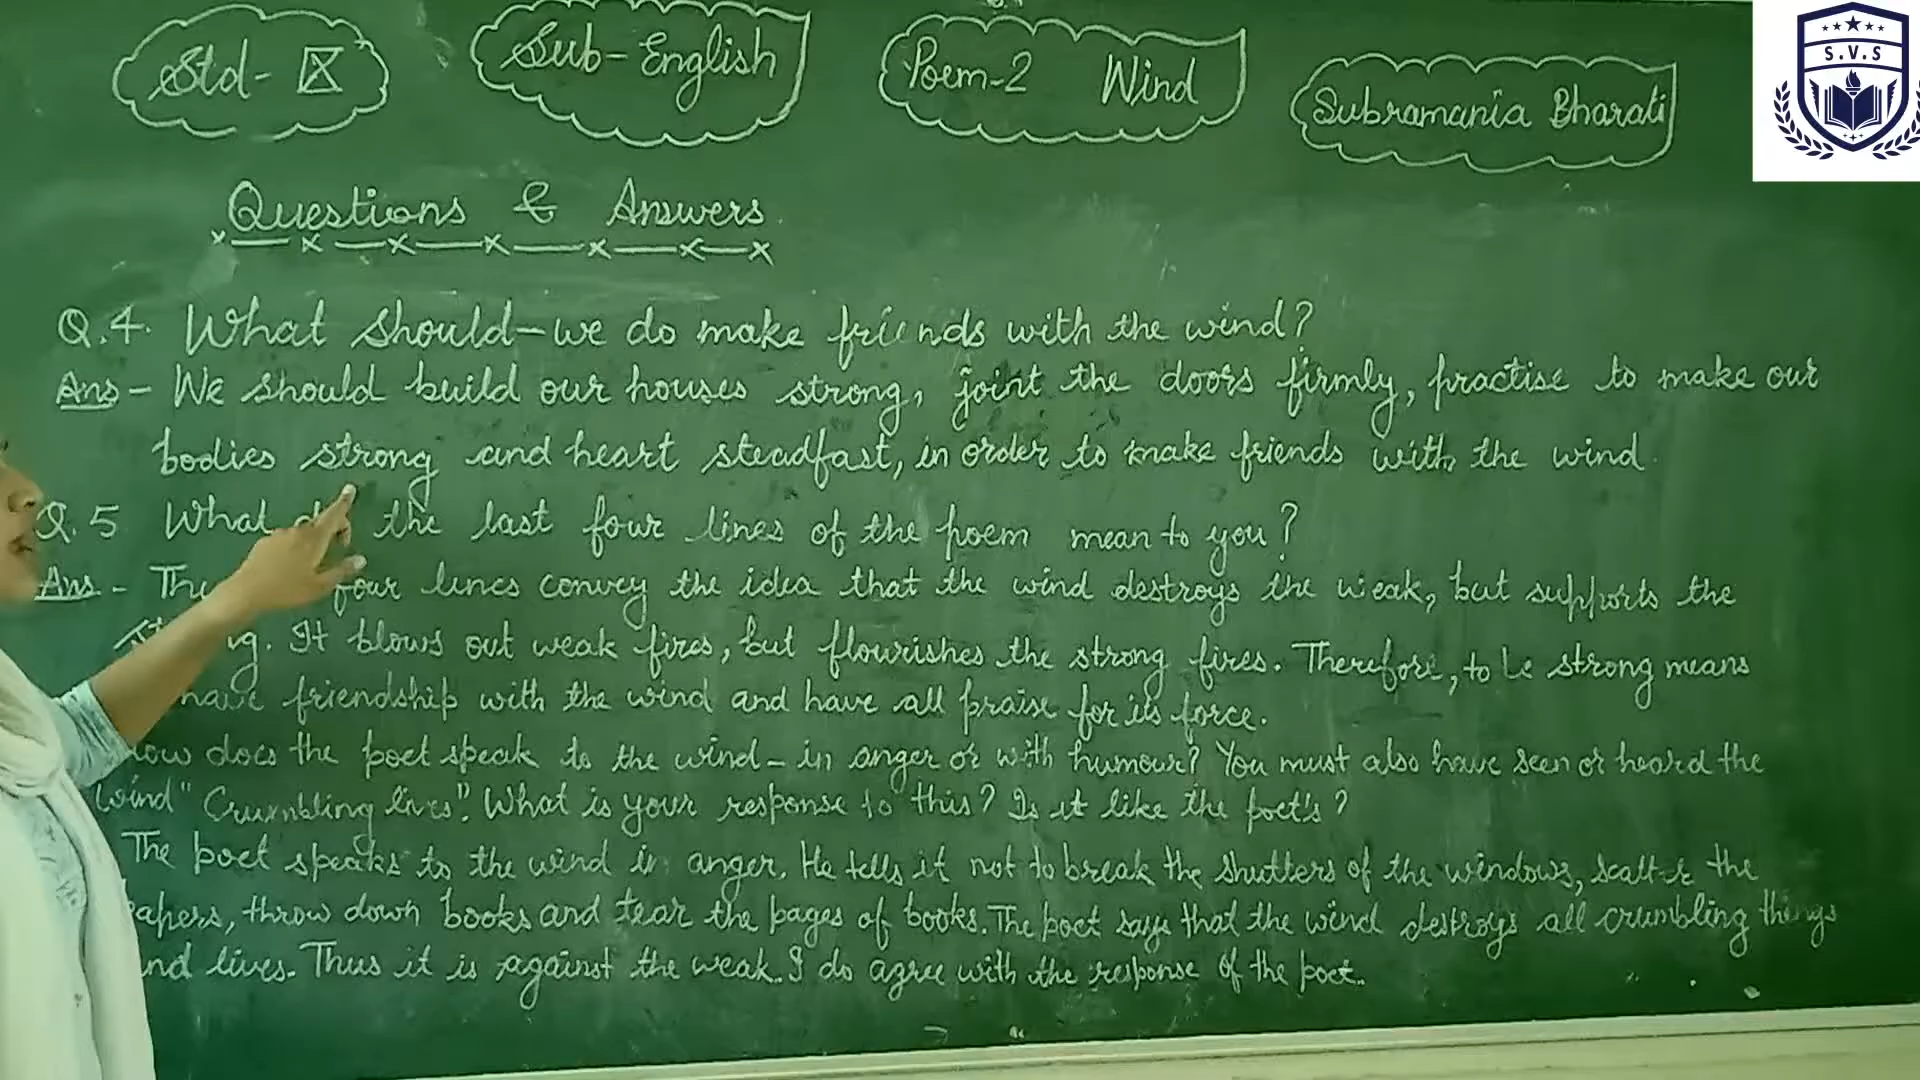 Std- IX
Sub-English
Poem-2 Wind
Subramania Bharati
S.V.S
Questions & Answers.
Q.4. What should-we do make friends with the wind?
Ans- We should build our houses strong, joint the doors firmly, practise to make our
bodies strong and heart steadfast, in order to make friends with the wind.
Q.5 What the last four lines of the poem mean to you?
Ans- four lines convey the idea that the wind destroys the weak, but supports the
It blows out weak fires, but flourishes the strong fires. Therefore, to be strong means
have friendship with the wind and have all praise for its force.
How does the poet speak to the wind- in anger or with humour? You must also have seen or heard the
wind "Crumbling lives". What is your response to this? Is it like the poet's?
The poet speaks to the wind in anger. He tells it not to break the shutters of the windows, scatter the
papers, throw down books and tear the pages of books. The poet says that the wind destroys all crumbling things
and lives. Thus it is against the weak. I do agree with the response of the poet.